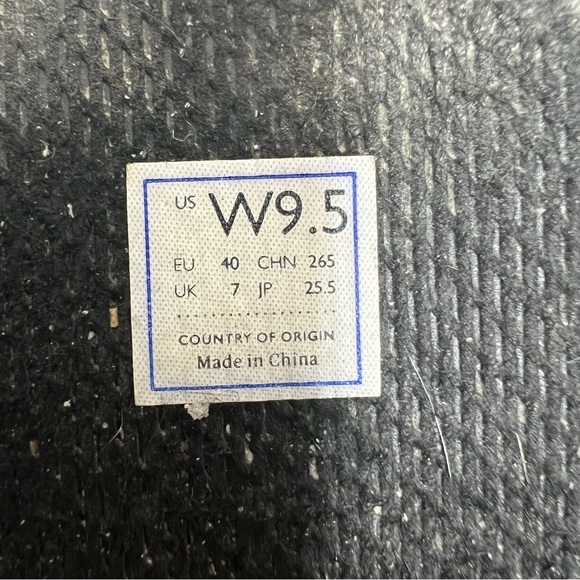 US W9.5
EU 40 CHN 265
UK 7 JP 25.5
COUNTRY OF ORIGIN
Made in China